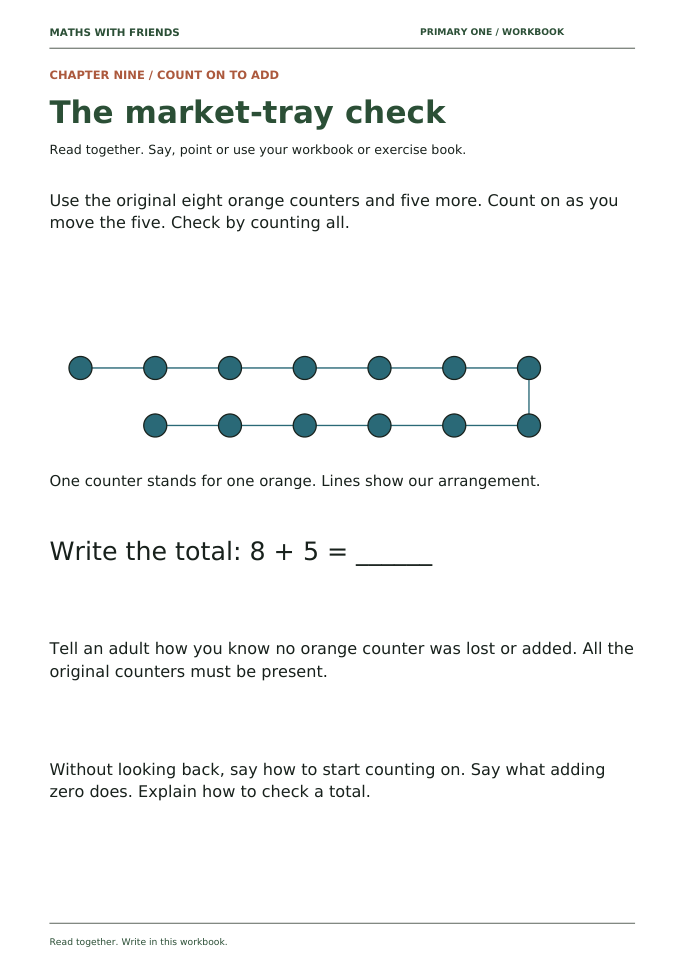 MATHS WITH FRIENDS
PRIMARY ONE / WORKBOOK
CHAPTER NINE / COUNT ON TO ADD
The market-tray check
Read together. Say, point or use your workbook or exercise book.
Use the original eight orange counters and five more. Count on as you
move the five. Check by counting all.
One counter stands for one orange. Lines show our arrangement.
Write the total: 8 + 5 = ______
Tell an adult how you know no orange counter was lost or added. All the
original counters must be present.
Without looking back, say how to start counting on. Say what adding
zero does. Explain how to check a total.
Read together. Write in this workbook.